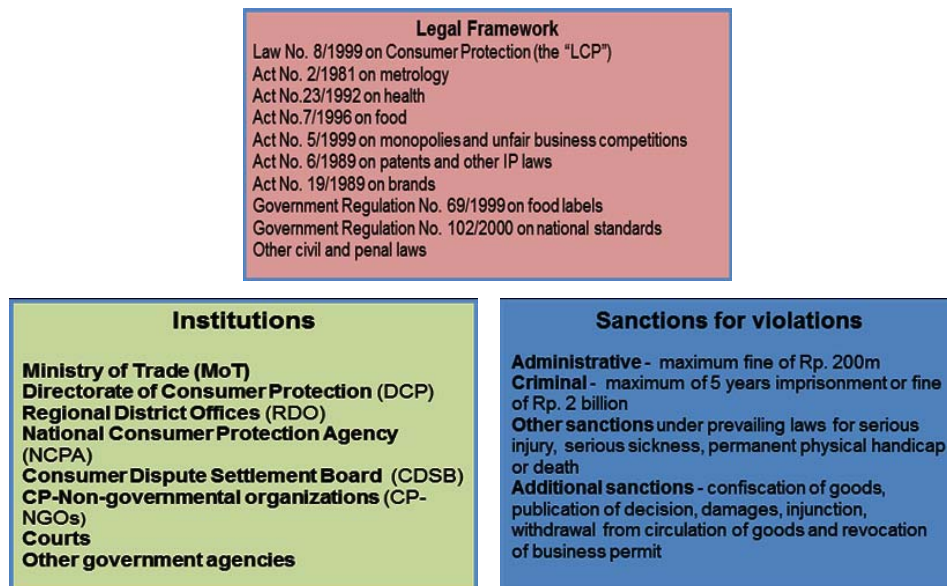 Legal Framework
Law No. 8/1999 on Consumer Protection (the “LCP”)
Act No. 2/1981 on metrology
Act No.23/1992 on health
Act No.7/1996 on food
Act No. 5/1999 on monopolies and unfair business competitions
Act No. 6/1989 on patents and other IP laws
Act No. 19/1989 on brands
Government Regulation No. 69/1999 on food labels
Government Regulation No. 102/2000 on national standards
Other civil and penal laws
Institutions
Ministry of Trade (MoT)
Directorate of Consumer Protection (DCP)
Regional District Offices (RDO)
National Consumer Protection Agency
(NCPA)
Consumer Dispute Settlement Board (CDSB)
CP-Non-governmental organizations (CP-
NGOs)
Courts
Other government agencies
Sanctions for violations
Administrative - maximum fine of Rp. 200m
Criminal - maximum of 5 years imprisonment or fine
of Rp. 2 billion
Other sanctions under prevailing laws for serious
injury, serious sickness, permanent physical handicap
or death
Additional sanctions - confiscation of goods,
publication of decision, damages, injunction,
withdrawal from circulation of goods and revocation
of business permit